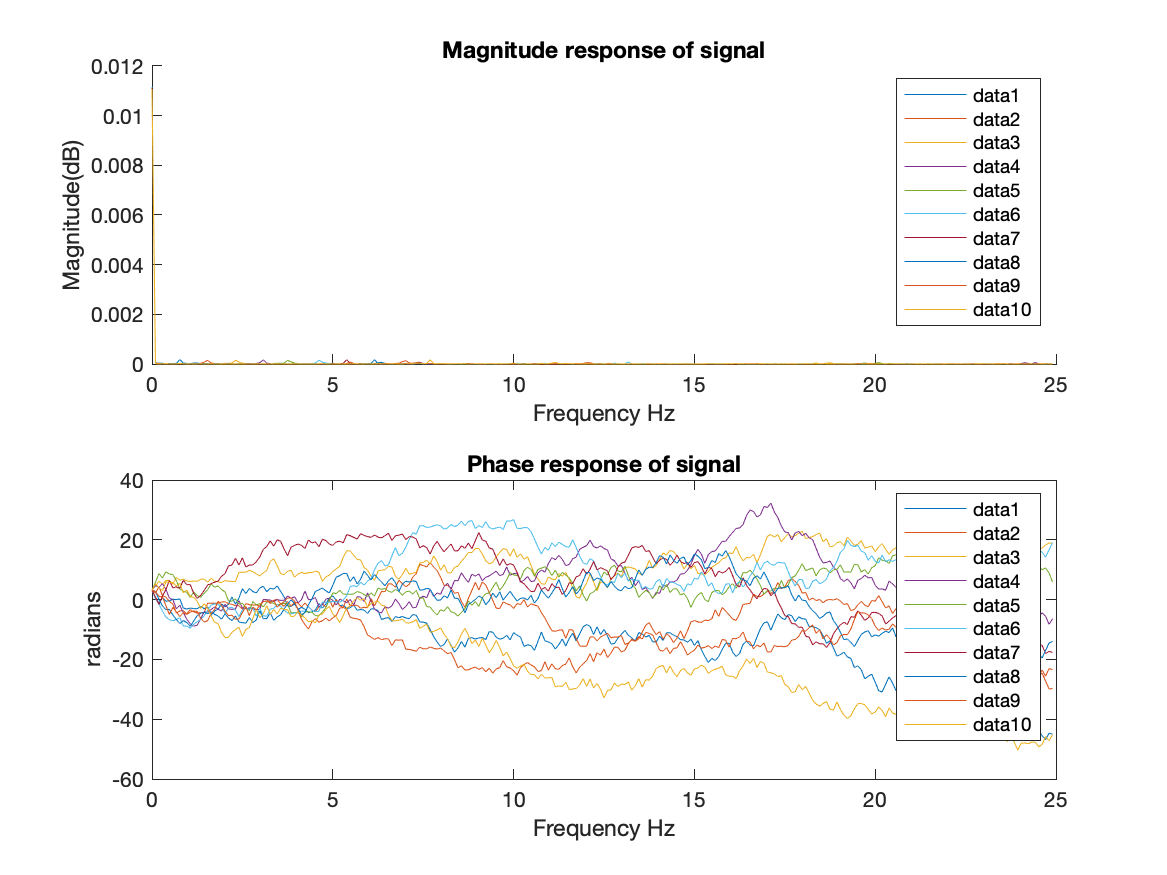 Magnitude response of signal
0.012
0.01
0.008
0.006
0.004
0.002
0
Magnitude(dB)
0 5 10 15 20 25
Frequency Hz
data1
data2
data3
data4
data5
data6
data7
data8
data9
data10
Phase response of signal
40
20
0
-20
-40
-60
radians
0 5 10 15 20 25
Frequency Hz
data1
data2
data3
data4
data5
data6
data7
data8
data9
data10